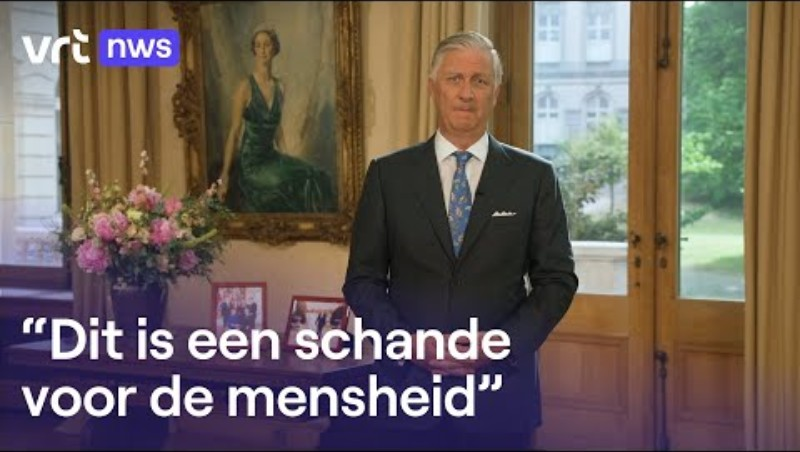 vrt nws
“Dit is een schande
voor de mensheid”